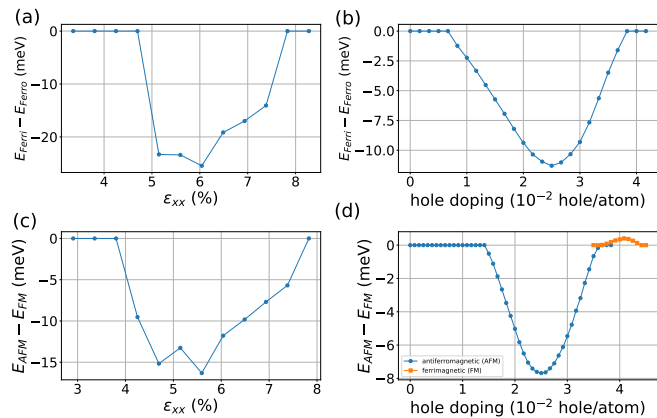 (a)
0
−10
−20
E_Ferri − E_Ferro (meV)
4
5
6
7
8
ε_xx (%)
(b)
0.0
−2.5
−5.0
−7.5
−10.0
E_Ferri − E_Ferro (meV)
0
1
2
3
4
hole doping (10⁻² hole/atom)
(c)
0
−5
−10
−15
E_AFM − E_FM (meV)
3
4
5
6
7
8
ε_xx (%)
(d)
0
−2
−4
−6
−8
E_AFM − E_FM (meV)
antiferromagnetic (AFM)
ferrimagnetic (FM)
0
1
2
3
4
hole doping (10⁻² hole/atom)